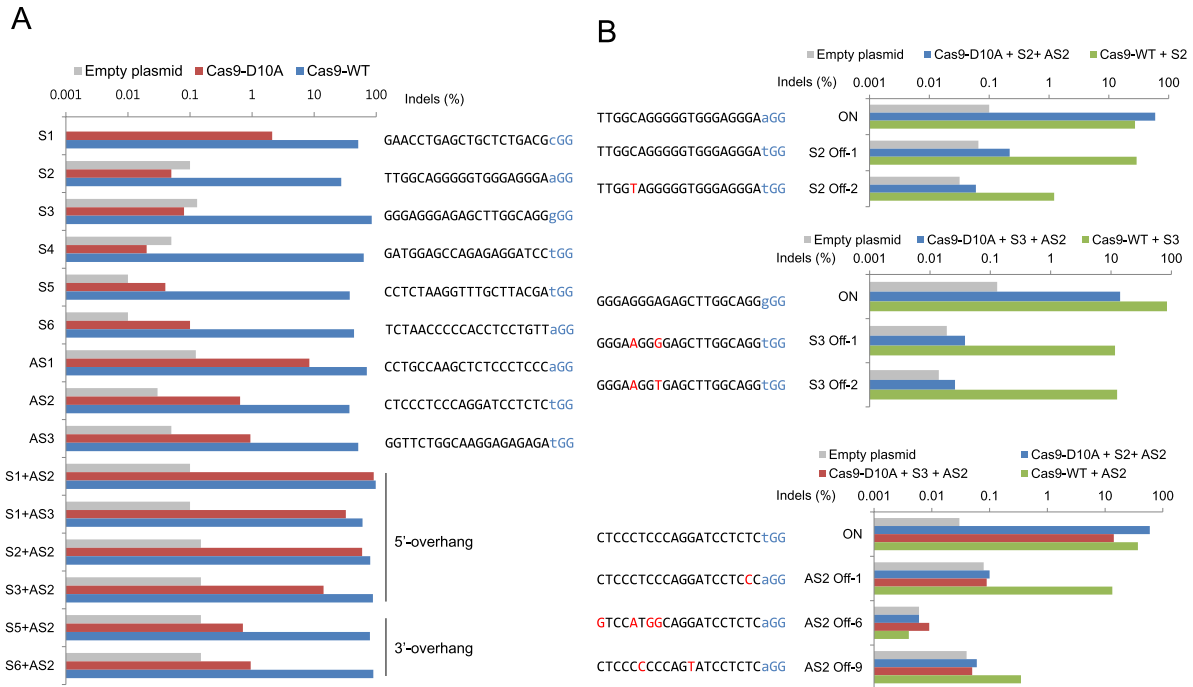 A
Empty plasmid Cas9-D10A Cas9-WT
0.001 0.01 0.1 1 10 100 Indels (%)
S1 GAACCTGAGCTGCTCTGACGcGG
S2 TTGGCAGGGGGTGGGAGGGAaGG
S3 GGGAGGGAGAGCTTGGCAGGgGG
S4 GATGGAGCCAGAGAGGATCCtGG
S5 CCTCTAAGGTTTGCTTACGAtGG
S6 TCTAACCCCCACCTCCTGTTaGG
AS1 CCTGCCAAGCTCTCCCTCCCaGG
AS2 CTCCCTCCCAGGATCCTCTCtGG
AS3 GGTTCTGGCAAGGAGAGAGAtGG
S1+AS2
S1+AS3
S2+AS2
S3+AS2
5'-overhang
S5+AS2
S6+AS2
3'-overhang
B
Empty plasmid Cas9-D10A + S2+ AS2 Cas9-WT + S2
Indels (%) 0.001 0.01 0.1 1 10 100
TTGGCAGGGGGTGGGAGGGAaGG ON
TTGGCAGGGGGTGGGAGGGAtGG S2 Off-1
TTGGTAGGGGGTGGGAGGGAtGG S2 Off-2
Empty plasmid Cas9-D10A + S3 + AS2 Cas9-WT + S3
Indels (%) 0.001 0.01 0.1 1 10 100
GGGAGGGAGAGCTTGGCAGGgGG ON
GGGAAGGGGAGCTTGGCAGGtGG S3 Off-1
GGGAAGGTGAGCTTGGCAGGtGG S3 Off-2
Empty plasmid Cas9-D10A + S2+ AS2
Cas9-D10A + S3 + AS2 Cas9-WT + AS2
Indels (%) 0.001 0.01 0.1 1 10 100
CTCCCTCCCAGGATCCTCTCtGG ON
CTCCCTCCCAGGATCCTCCCaGG AS2 Off-1
GTCCATGGCAGGATCCTCTCaGG AS2 Off-6
CTCCCCCCCAGTATCCTCTCaGG AS2 Off-9